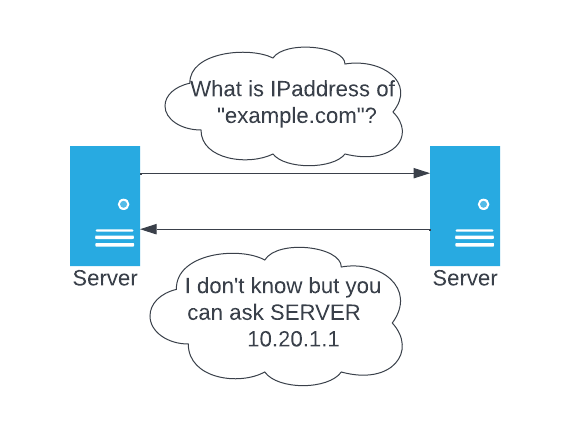 What is IPaddress of
"example.com"?
Server
Server
I don't know but you
can ask SERVER
10.20.1.1